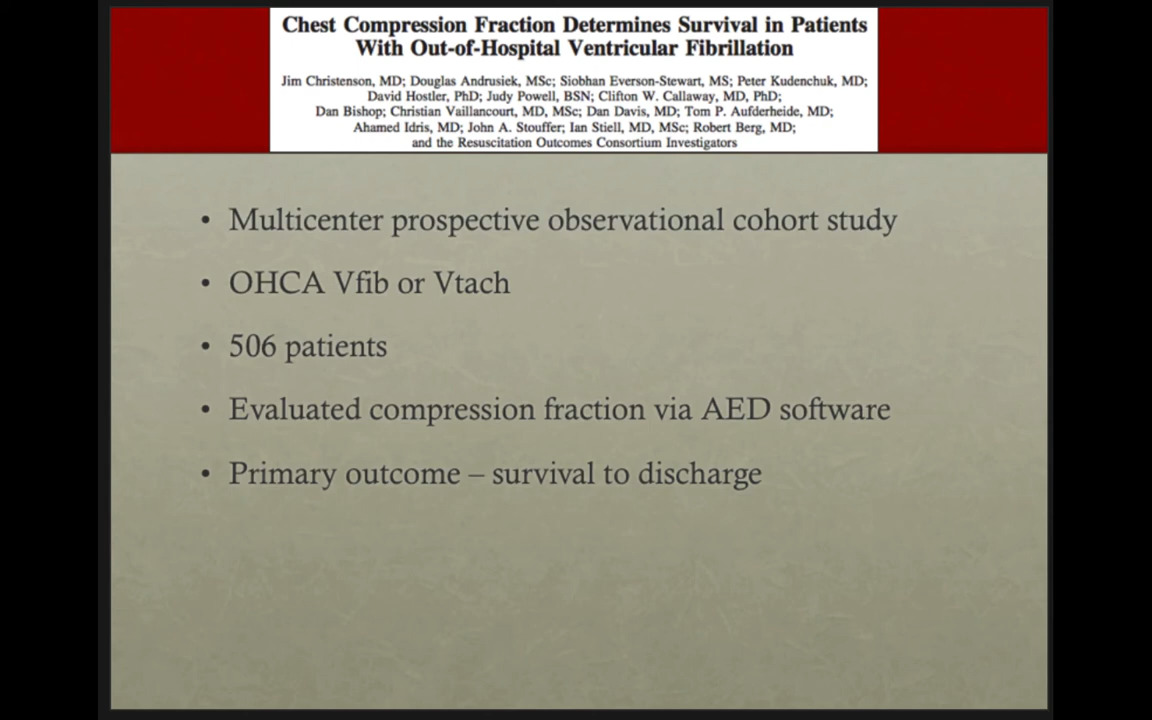 Chest Compression Fraction Determines Survival in Patients
With Out-of-Hospital Ventricular Fibrillation
Jim Christenson, MD; Douglas Andrusiek, MSc; Siobhan Everson-Stewart, MS; Peter Kudenchuk, MD;
David Hostler, PhD; Judy Powell, BSN; Clifton W. Callaway, MD, PhD;
Dan Bishop; Christian Vaillancourt, MD, MSc; Dan Davis, MD; Tom P. Aufderheide, MD;
Ahamed Idris, MD; John A. Stouffer; Ian Stiell, MD, MSc; Robert Berg, MD;
and the Resuscitation Outcomes Consortium Investigators
• Multicenter prospective observational cohort study
• OHCA Vfib or Vtach
• 506 patients
• Evaluated compression fraction via AED software
• Primary outcome – survival to discharge